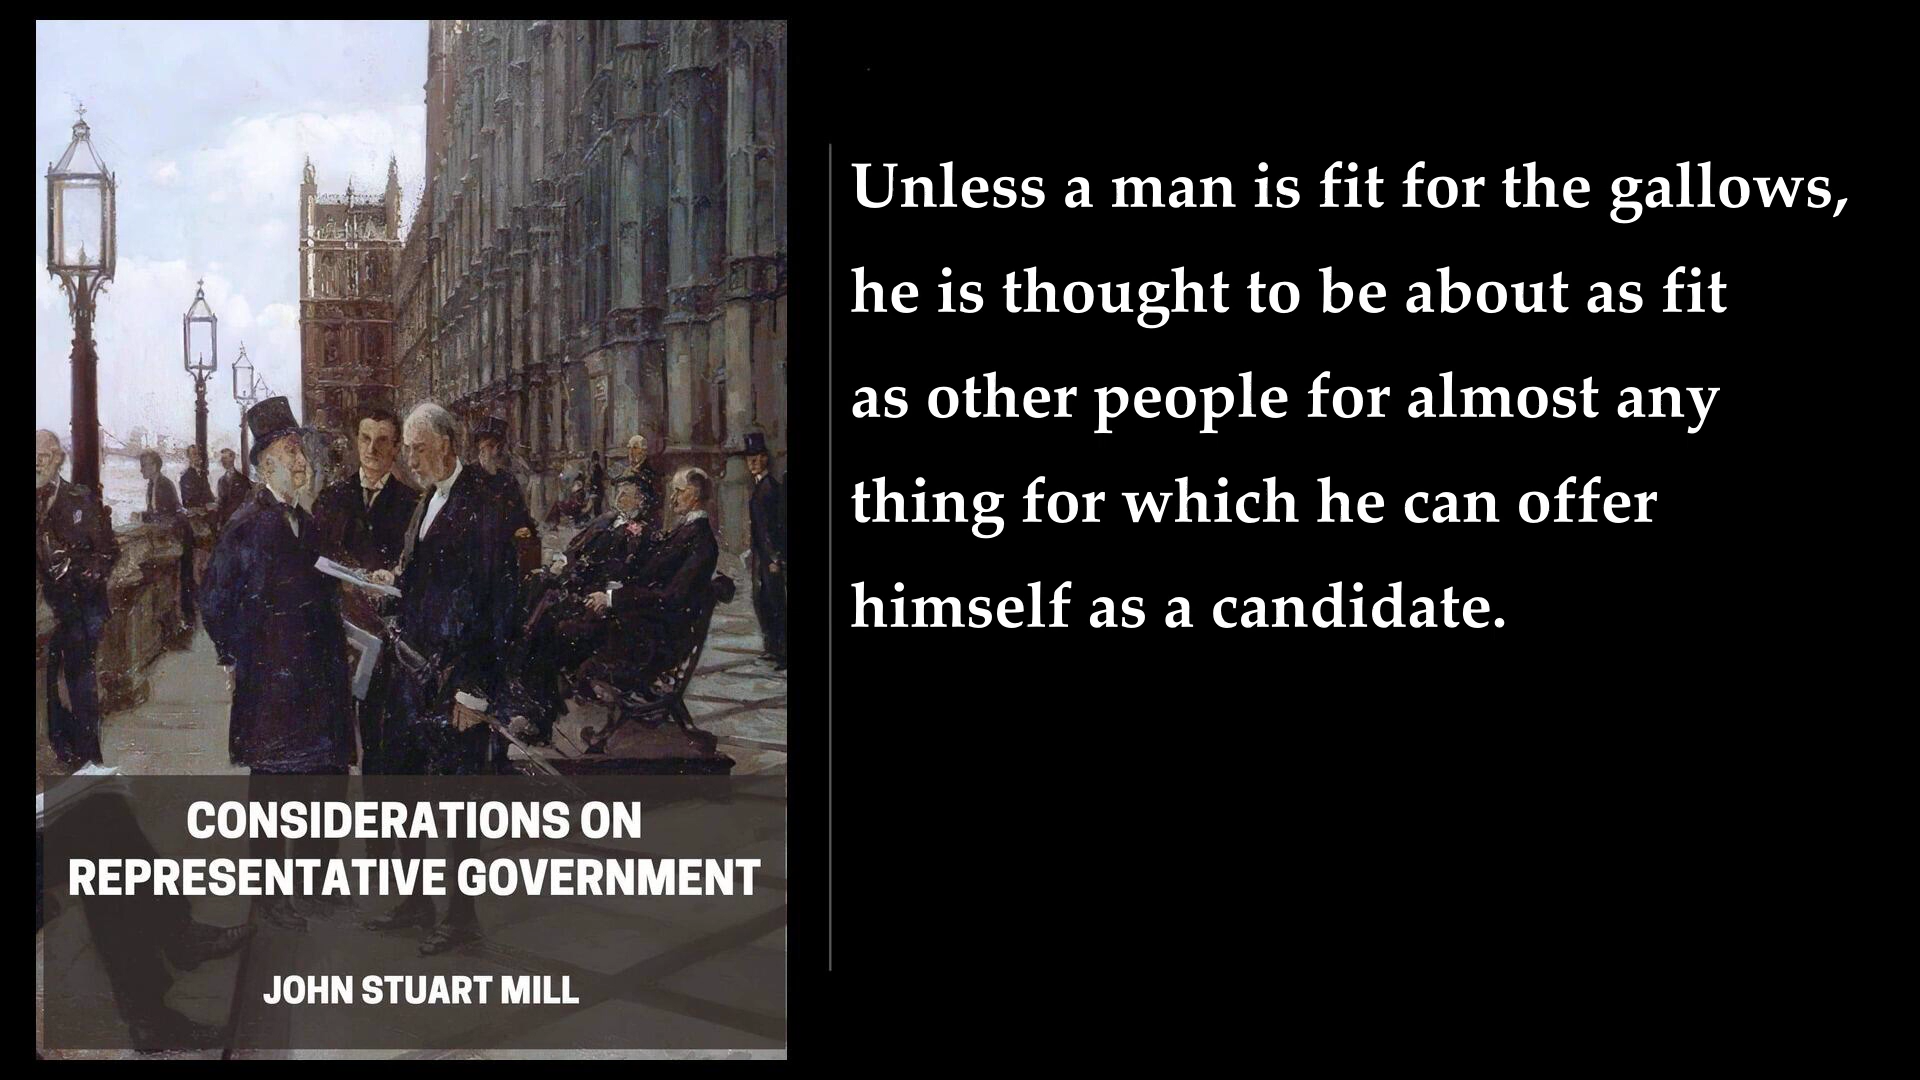 Unless a man is fit for the gallows,
he is thought to be about as fit
as other people for almost any
thing for which he can offer
himself as a candidate.
CONSIDERATIONS ON
REPRESENTATIVE GOVERNMENT
JOHN STUART MILL